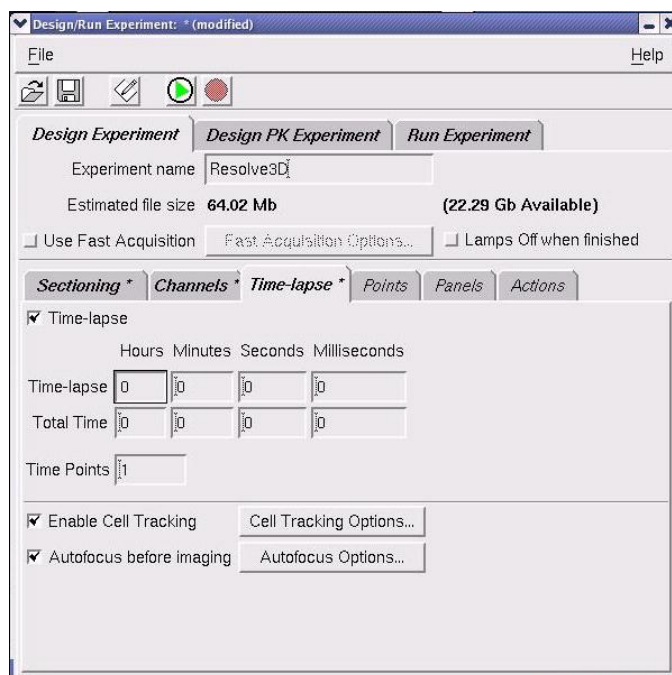 Design/Run Experiment: * (modified)
File Help
Design Experiment Design PK Experiment Run Experiment
Experiment name Resolve3D
Estimated file size 64.02 Mb (22.29 Gb Available)
Use Fast Acquisition Fast Acquisition Options... Lamps Off when finished
Sectioning * Channels * Time-lapse * Points Panels Actions
Time-lapse
Hours Minutes Seconds Milliseconds
Time-lapse 0 0 0 0
Total Time 0 0 0 0
Time Points 1
Enable Cell Tracking Cell Tracking Options...
Autofocus before imaging Autofocus Options...